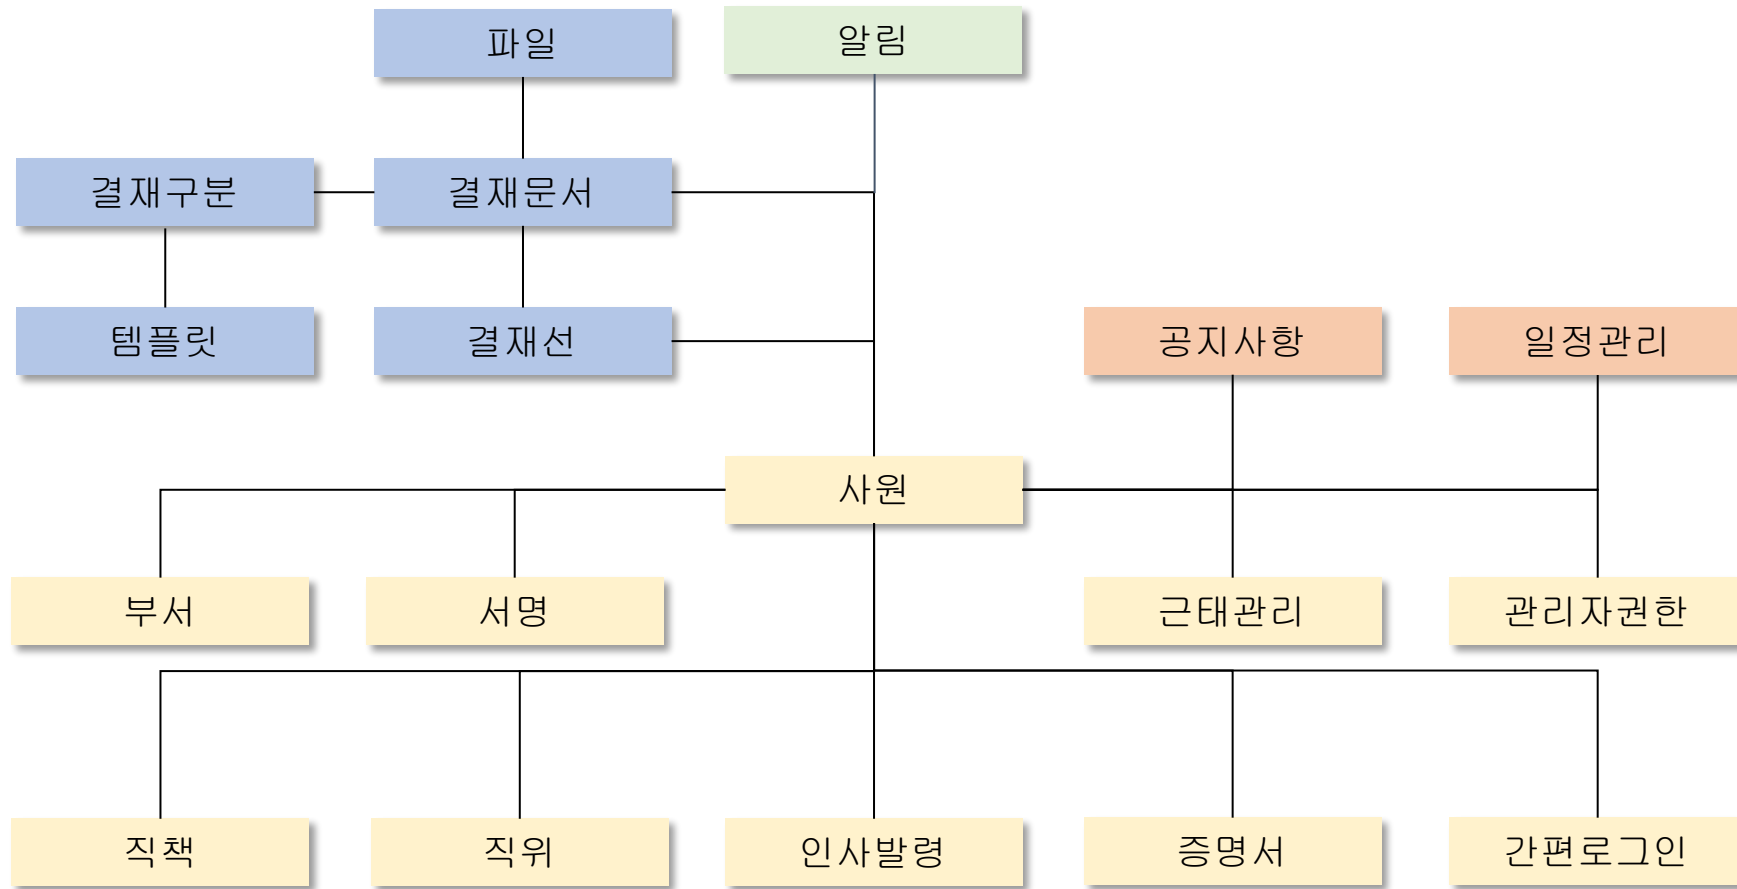 파일
알림
결재구분
결재문서
템플릿
결재선
공지사항
일정관리
사원
부서
서명
근태관리
관리자권한
직책
직위
인사발령
증명서
간편로그인